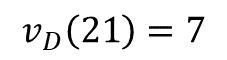 v_D(21) = 7